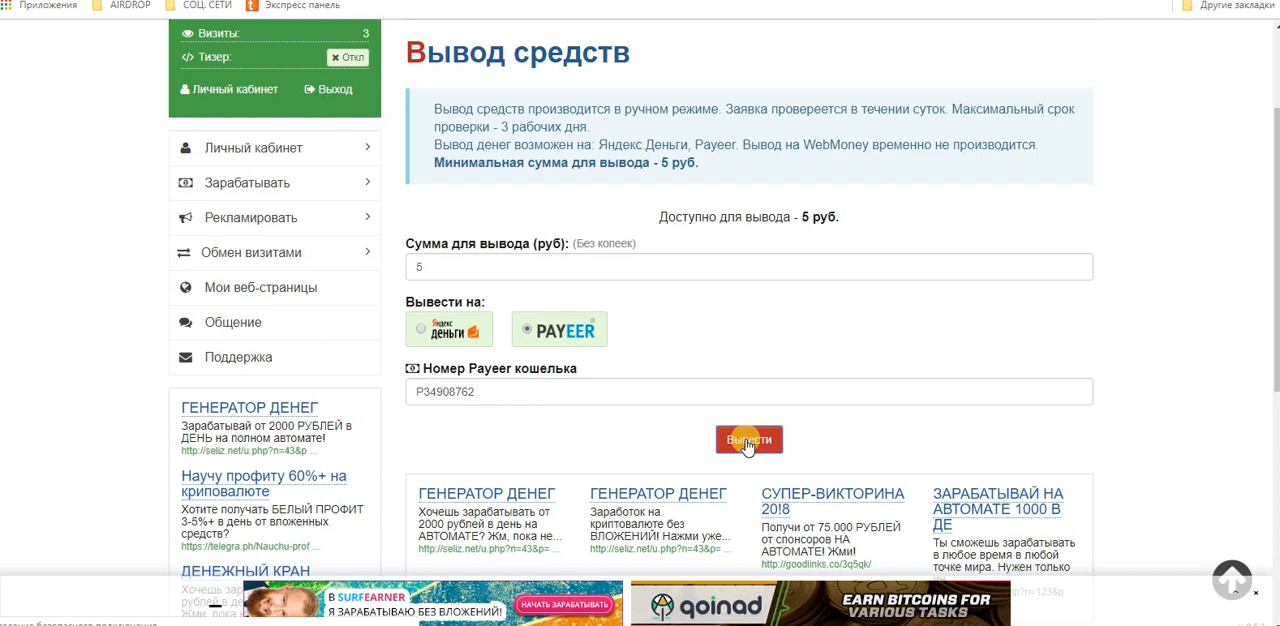 Приложения
AIRDROP
СОЦ. СЕТИ
Экспресс панель
Другие закладки
Визиты: 3
Тизер: Откл
Личный кабинет
Выход
Личный кабинет
Зарабатывать
Рекламировать
Обмен визитами
Мои веб-страницы
Общение
Поддержка
ГЕНЕРАТОР ДЕНЕГ
Зарабатывай от 2000 РУБЛЕЙ в
ДЕНЬ на полном автомате!
http://seliz.net/u.php?n=43&p ...
Научу профиту 60%+ на
криповалюте
Хотите получать БЕЛЫЙ ПРОФИТ
3-5%+ в день от вложенных
средств?
https://telegra.ph/Nauchu-prof ...
ДЕНЕЖНЫЙ КРАН
Вывод средств
Вывод средств производится в ручном режиме. Заявка провереется в течении суток. Максимальный срок
проверки - 3 рабочих дня.
Вывод денег возможен на: Яндекс.Деньги, Payeer. Вывод на WebMoney временно не производится.
Минимальная сумма для вывода - 5 руб.
Доступно для вывода - 5 руб.
Сумма для вывода (руб): (Без копеек)
5
Вывести на:
Яндекс
деньги
PAYEER
Номер Payeer кошелька
P34908762
Вывести
ГЕНЕРАТОР ДЕНЕГ
Хочешь зарабатывать от
2000 рублей в день на
АВТОМАТЕ? Жм, пока не...
http://seliz.net/u.php?n=43&p= ...
ГЕНЕРАТОР ДЕНЕГ
Заработок на
криптовалюте без
ВЛОЖЕНИЙ! Нажми уже...
http://seliz.net/u.php?n=43&p= ...
СУПЕР-ВИКТОРИНА
20!8
Получи от 75.000 РУБЛЕЙ
от спонсоров НА
АВТОМАТЕ! Жми!
http://goodlinks.co/3q5qk/
ЗАРАБАТЫВАЙ НА
АВТОМАТЕ 1000 В
ДЕ
Ты сможешь зарабатывать
в любое время в любой
точке мира. Нужен только
В SURFEARNER
Я ЗАРАБАТЫВАЮ БЕЗ ВЛОЖЕНИЙ!
НАЧАТЬ ЗАРАБАТЫВАТЬ
qoinad
EARN BITCOINS FOR
VARIOUS TASKS